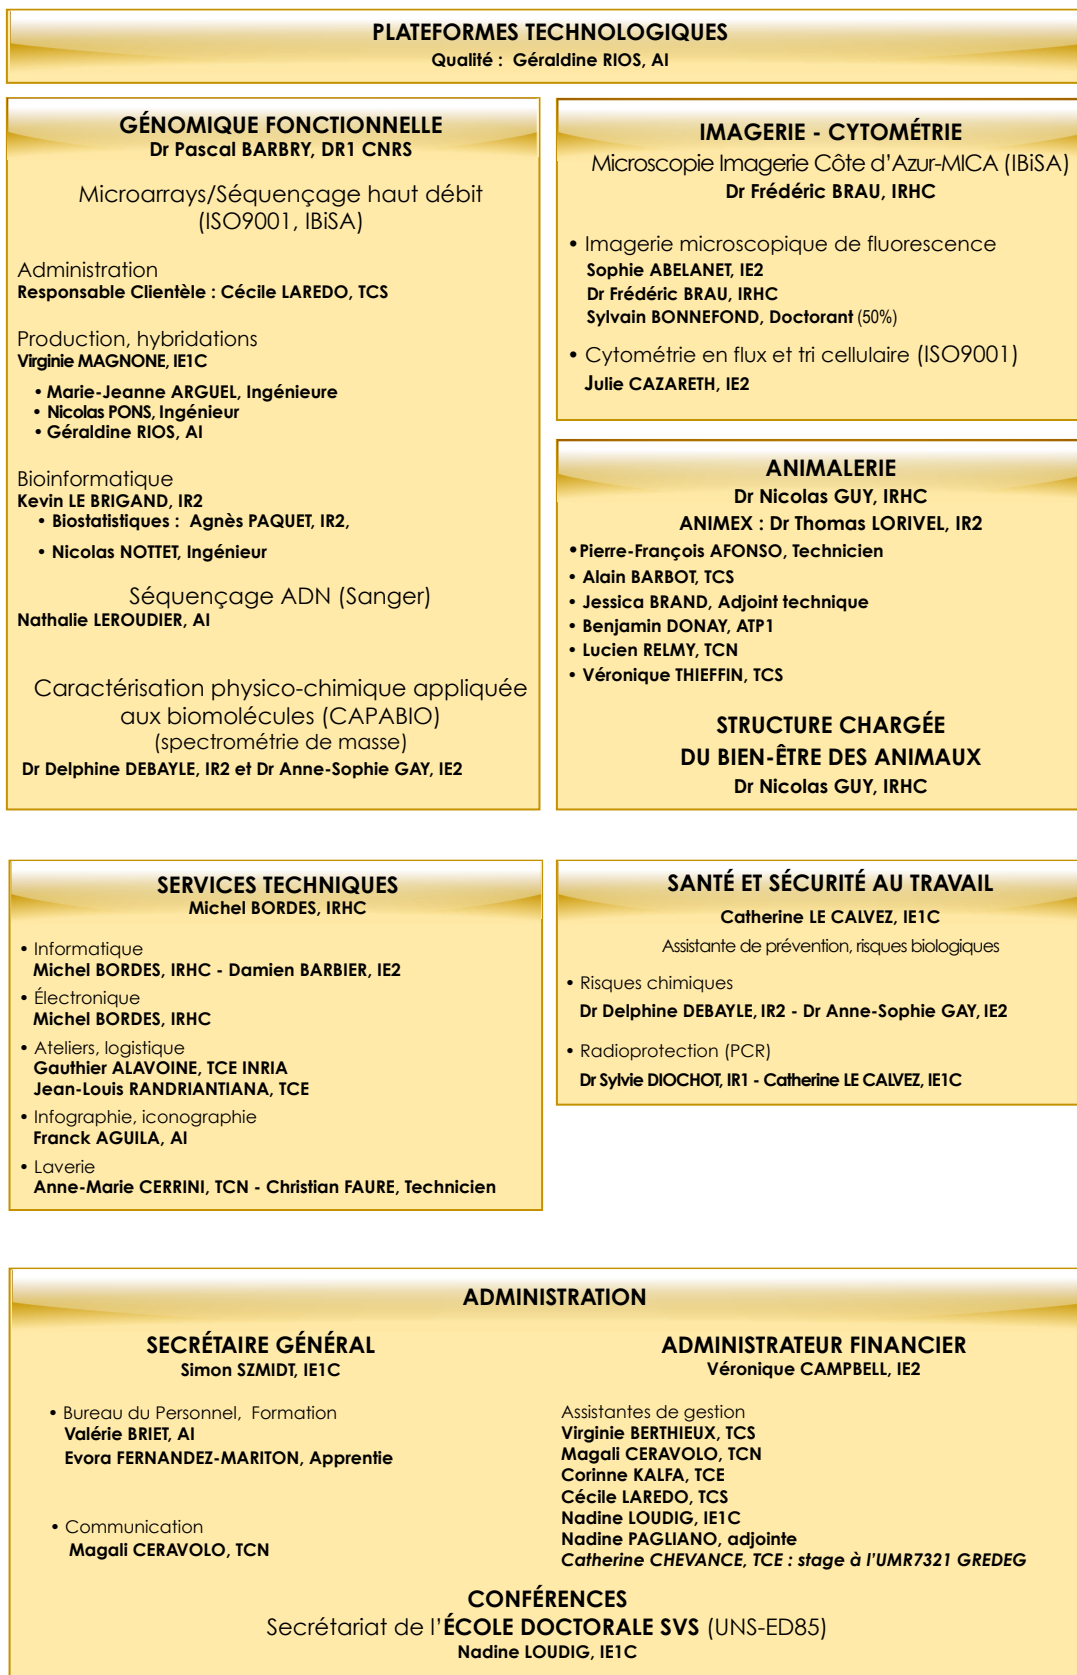 PLATEFORMES TECHNOLOGIQUES
Qualité : Géraldine RIOS, AI
GÉNOMIQUE FONCTIONNELLE
Dr Pascal BARBRY, DR1 CNRS
Microarrays/Séquençage haut débit
(ISO9001, IBiSA)
Administration
Responsable Clientèle : Cécile LAREDO, TCS
Production, hybridations
Virginie MAGNONE, IE1C
• Marie-Jeanne ARGUEL, Ingénieure
• Nicolas PONS, Ingénieur
• Géraldine RIOS, AI
Bioinformatique
Kevin LE BRIGAND, IR2
• Biostatistiques : Agnès PAQUET, IR2,
• Nicolas NOTTET, Ingénieur
Séquençage ADN (Sanger)
Nathalie LEROUDIER, AI
Caractérisation physico-chimique appliquée
aux biomolécules (CAPABIO)
(spectrométrie de masse)
Dr Delphine DEBAYLE, IR2 et Dr Anne-Sophie GAY, IE2
IMAGERIE - CYTOMÉTRIE
Microscopie Imagerie Côte d'Azur-MICA (IBiSA)
Dr Frédéric BRAU, IRHC
• Imagerie microscopique de fluorescence
Sophie ABELANET, IE2
Dr Frédéric BRAU, IRHC
Sylvain BONNEFOND, Doctorant (50%)
• Cytométrie en flux et tri cellulaire (ISO9001)
Julie CAZARETH, IE2
ANIMALERIE
Dr Nicolas GUY, IRHC
ANIMEX : Dr Thomas LORIVEL, IR2
• Pierre-François AFONSO, Technicien
• Alain BARBOT, TCS
• Jessica BRAND, Adjoint technique
• Benjamin DONAY, ATP1
• Lucien RELMY, TCN
• Véronique THIEFFIN, TCS
STRUCTURE CHARGÉE
DU BIEN-ÊTRE DES ANIMAUX
Dr Nicolas GUY, IRHC
SERVICES TECHNIQUES
Michel BORDES, IRHC
• Informatique
Michel BORDES, IRHC - Damien BARBIER, IE2
• Électronique
Michel BORDES, IRHC
• Ateliers, logistique
Gauthier ALAVOINE, TCE INRIA
Jean-Louis RANDRIANTIANA, TCE
• Infographie, iconographie
Franck AGUILA, AI
• Laverie
Anne-Marie CERRINI, TCN - Christian FAURE, Technicien
SANTÉ ET SÉCURITÉ AU TRAVAIL
Catherine LE CALVEZ, IE1C
Assistante de prévention, risques biologiques
• Risques chimiques
Dr Delphine DEBAYLE, IR2 - Dr Anne-Sophie GAY, IE2
• Radioprotection (PCR)
Dr Sylvie DIOCHOT, IR1 - Catherine LE CALVEZ, IE1C
ADMINISTRATION
SECRÉTAIRE GÉNÉRAL
Simon SZMIDT, IE1C
• Bureau du Personnel, Formation
Valérie BRIET, AI
Evora FERNANDEZ-MARITON, Apprentie
• Communication
Magali CERAVOLO, TCN
ADMINISTRATEUR FINANCIER
Véronique CAMPBELL, IE2
Assistantes de gestion
Virginie BERTHIEUX, TCS
Magali CERAVOLO, TCN
Corinne KALFA, TCE
Cécile LAREDO, TCS
Nadine LOUDIG, IE1C
Nadine PAGLIANO, adjointe
Catherine CHEVANCE, TCE : stage à l'UMR7321 GREDEG
CONFÉRENCES
Secrétariat de l'ÉCOLE DOCTORALE SVS (UNS-ED85)
Nadine LOUDIG, IE1C